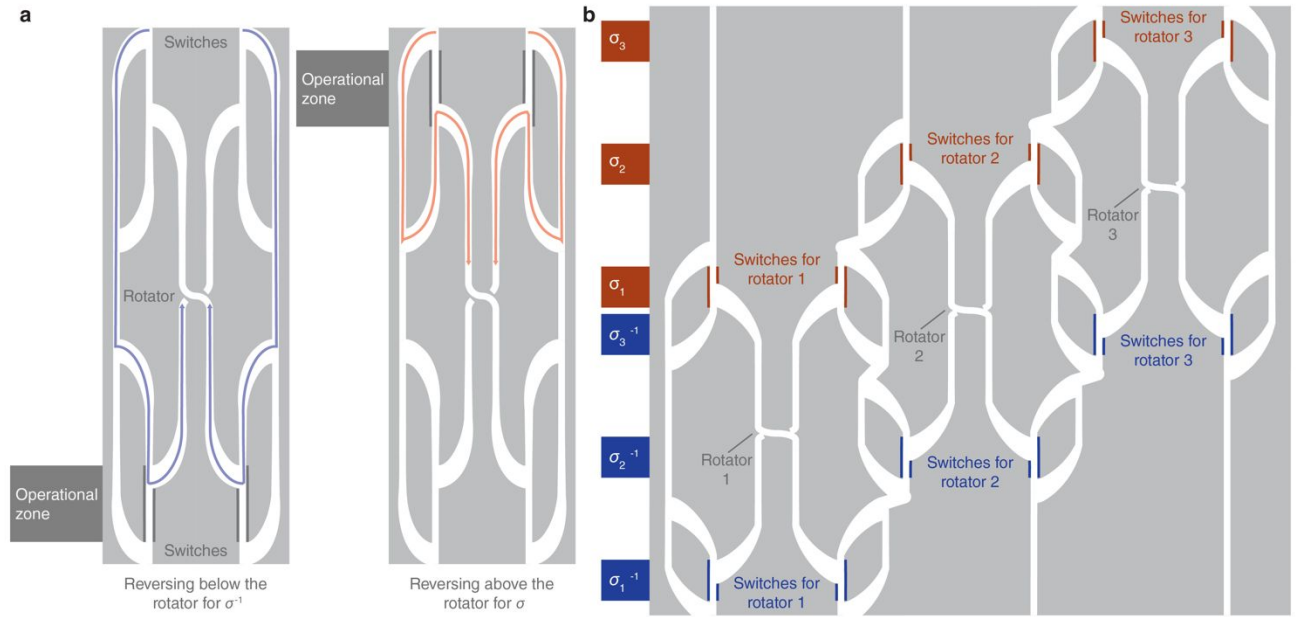 a
Switches
Operational
zone
Rotator
Operational
zone
Switches
Reversing below the
rotator for σ⁻¹
Reversing above the
rotator for σ
b
σ₃
σ₂
σ₁
σ₃⁻¹
σ₂⁻¹
σ₁⁻¹
Switches for
rotator 3
Switches for
rotator 2
Rotator
3
Switches for
rotator 1
Rotator
2
Switches for
rotator 3
Rotator
1
Switches for
rotator 2
Switches for
rotator 1